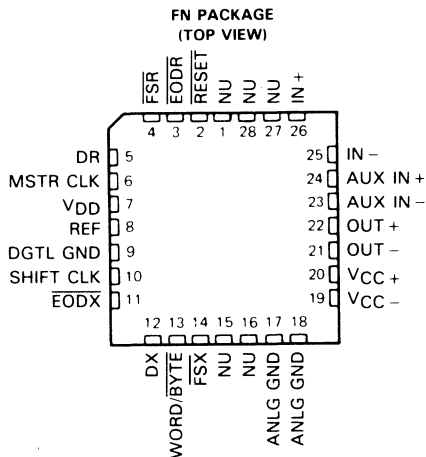 FN PACKAGE
(TOP VIEW)
FSR
EODR
RESET
NU
NU
NU
IN +
4 3 2 1 28 27 26
DR 5
MSTR CLK 6
VDD 7
REF 8
DGTL GND 9
SHIFT CLK 10
EODX 11
25 IN −
24 AUX IN +
23 AUX IN −
22 OUT +
21 OUT −
20 VCC +
19 VCC −
12 13 14 15 16 17 18
DX
WORD/BYTE
FSX
NU
NU
ANLG GND
ANLG GND